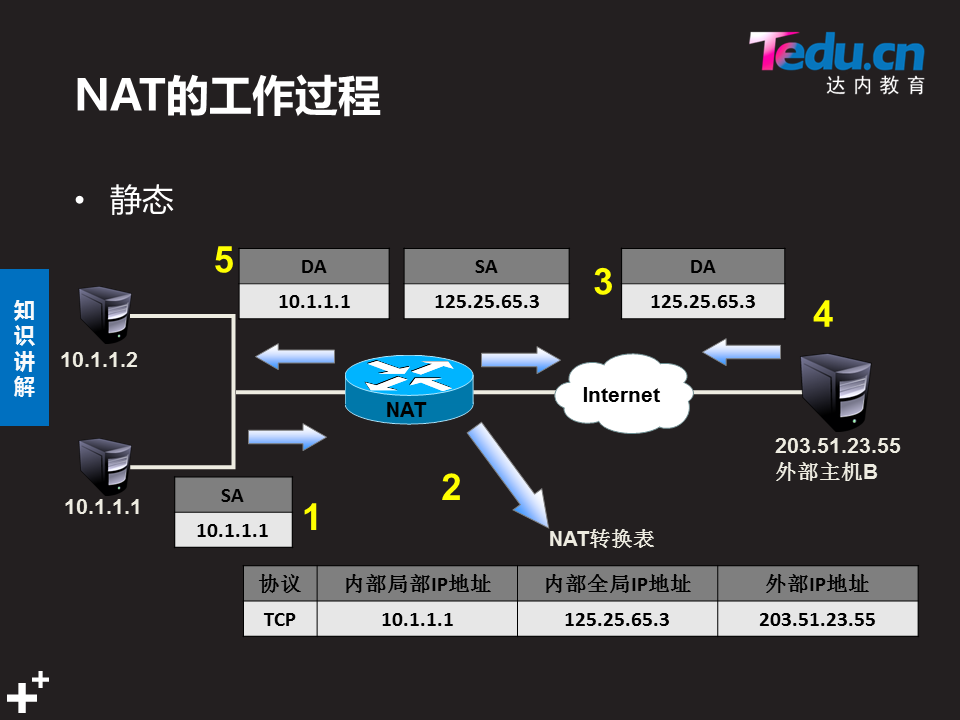 Tedu.cn
达内教育
NAT的工作过程
• 静态
知
识
讲
解
5
DA
10.1.1.1
SA
125.25.65.3
3
DA
125.25.65.3
4
10.1.1.2
NAT
Internet
203.51.23.55
外部主机B
10.1.1.1
SA
10.1.1.1
1
2
NAT转换表
协议 内部局部IP地址 内部全局IP地址 外部IP地址
TCP 10.1.1.1 125.25.65.3 203.51.23.55